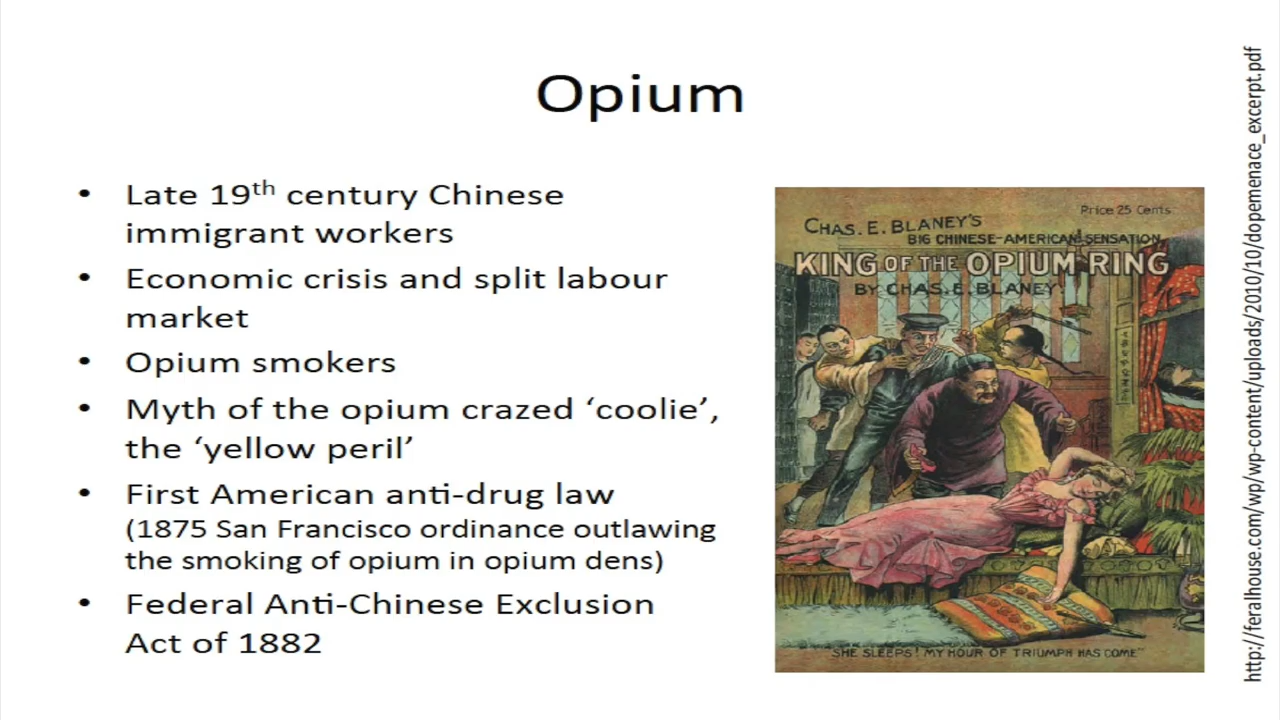 Opium
• Late 19th century Chinese
immigrant workers
• Economic crisis and split labour
market
• Opium smokers
• Myth of the opium crazed ‘coolie’,
the ‘yellow peril’
• First American anti-drug law
(1875 San Francisco ordinance outlawing
the smoking of opium in opium dens)
• Federal Anti-Chinese Exclusion
Act of 1882
Price 25 Cents
CHAS. E. BLANEY'S
BIG CHINESE-AMERICAN SENSATION
KING OF THE OPIUM RING
BY CHAS. E. BLANEY
"SHE SLEEPS! MY HOUR OF TRIUMPH HAS COME"
http://feralhouse.com/wp/wp-content/uploads/2010/10/dopemenace_excerpt.pdf